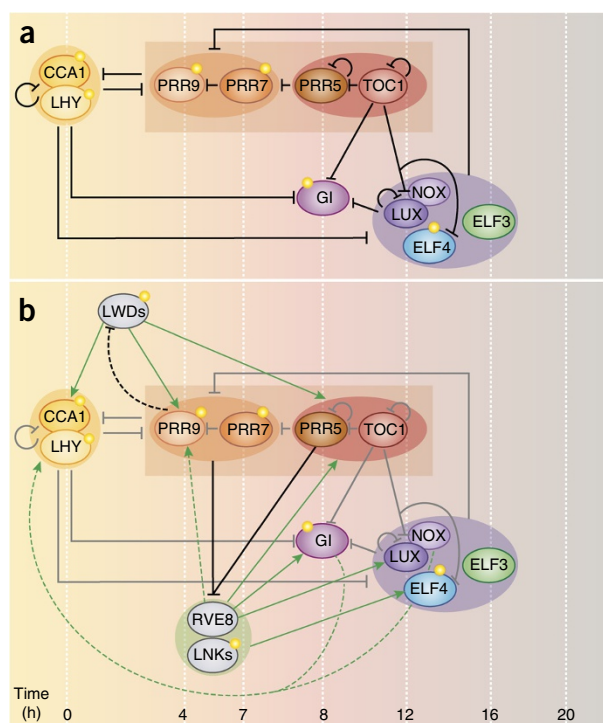 a
CCA1
LHY
PRR9
PRR7
PRR5
TOC1
GI
NOX
LUX
ELF4
ELF3
b
LWDs
CCA1
LHY
PRR9
PRR7
PRR5
TOC1
GI
NOX
LUX
ELF4
ELF3
RVE8
LNKs
Time
(h) 0 4 7 8 12 16 20